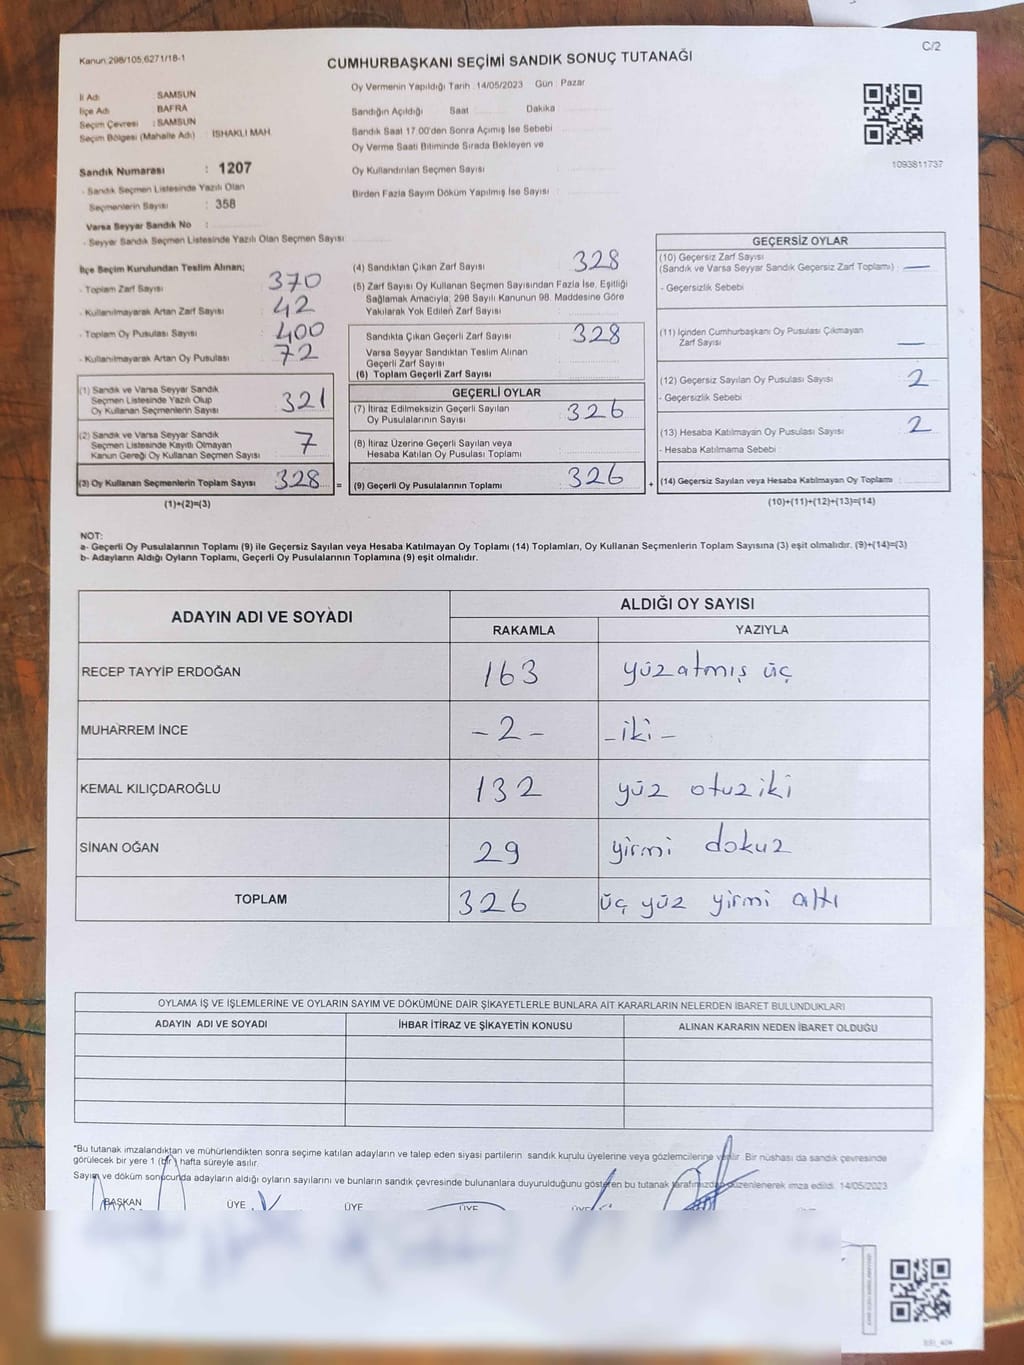 C/2
Kanun:298/105,6271/18-1
CUMHURBAŞKANI SEÇİMİ SANDIK SONUÇ TUTANAĞI
İl Adı SAMSUN
İlçe Adı BAFRA
Seçim Çevresi : SAMSUN
Seçim Bölgesi (Mahalle Adı) : İSHAKLI MAH.
Sandık Numarası : 1207
- Sandık Seçmen Listesinde Yazılı Olan
Seçmenlerin Sayısı : 358
Varsa Seyyar Sandık No :
- Seyyar Sandık Seçmen Listesinde Yazılı Olan Seçmen Sayısı
Oy Vermenin Yapıldığı Tarih : 14/05/2023 Gün : Pazar
Sandığın Açıldığı Saat Dakika
Sandık Saat 17.00'den Sonra Açılmış İse Sebebi
Oy Verme Saati Bitiminde Sırada Bekleyen ve
Oy Kullandırılan Seçmen Sayısı
Birden Fazla Sayım Döküm Yapılmış İse Sayısı
1093811737
İlçe Seçim Kurulundan Teslim Alınan;
- Toplam Zarf Sayısı 370
- Kullanılmayarak Artan Zarf Sayısı 42
- Toplam Oy Pusulası Sayısı 400
- Kullanılmayarak Artan Oy Pusulası 72
(1) Sandık ve Varsa Seyyar Sandık
Seçmen Listesinde Yazılı Olup
Oy Kullanan Seçmenlerin Sayısı 321
(2) Sandık ve Varsa Seyyar Sandık
Seçmen Listesinde Kayıtlı Olmayan
Kanun Gereği Oy Kullanan Seçmen Sayısı 7
(3) Oy Kullanan Seçmenlerin Toplam Sayısı 328 =
(1)+(2)=(3)
(4) Sandıktan Çıkan Zarf Sayısı 328
(5) Zarf Sayısı Oy Kullanan Seçmen Sayısından Fazla İse, Eşitliği
Sağlamak Amacıyla, 298 Sayılı Kanunun 98. Maddesine Göre
Yakılarak Yok Edilen Zarf Sayısı
Sandıkta Çıkan Geçerli Zarf Sayısı 328
Varsa Seyyar Sandıktan Teslim Alınan
Geçerli Zarf Sayısı
(6) Toplam Geçerli Zarf Sayısı
GEÇERLİ OYLAR
(7) İtiraz Edilmeksizin Geçerli Sayılan
Oy Pusulalarının Sayısı 326
(8) İtiraz Üzerine Geçerli Sayılan veya
Hesaba Katılan Oy Pusulası Toplamı
(9) Geçerli Oy Pusulalarının Toplamı 326 +
GEÇERSİZ OYLAR
(10) Geçersiz Zarf Sayısı
(Sandık ve Varsa Seyyar Sandık Geçersiz Zarf Toplamı) : —
- Geçersizlik Sebebi
(11) İçinden Cumhurbaşkanı Oy Pusulası Çıkmayan
Zarf Sayısı —
(12) Geçersiz Sayılan Oy Pusulası Sayısı 2
- Geçersizlik Sebebi
(13) Hesaba Katılmayan Oy Pusulası Sayısı 2
- Hesaba Katılmama Sebebi
(14) Geçersiz Sayılan veya Hesaba Katılmayan Oy Toplamı :
(10)+(11)+(12)+(13)=(14)
NOT:
a- Geçerli Oy Pusulalarının Toplamı (9) ile Geçersiz Sayılan veya Hesaba Katılmayan Oy Toplamı (14) Toplamları, Oy Kullanan Seçmenlerin Toplam Sayısına (3) eşit olmalıdır. (9)+(14)=(3)
b- Adayların Aldığı Oyların Toplamı, Geçerli Oy Pusulalarının Toplamına (9) eşit olmalıdır.
ADAYIN ADI VE SOYADI
ALDIĞI OY SAYISI
RAKAMLA YAZIYLA
RECEP TAYYİP ERDOĞAN 163 yüzatmış üç
MUHARREM İNCE - 2 - - iki -
KEMAL KILIÇDAROĞLU 132 yüz otuziki
SİNAN OĞAN 29 yirmi dokuz
TOPLAM 326 üç yüz yirmi altı
OYLAMA İŞ VE İŞLEMLERİNE VE OYLARIN SAYIM VE DÖKÜMÜNE DAİR ŞİKAYETLERLE BUNLARA AİT KARARLARIN NELERDEN İBARET BULUNDUKLARI
ADAYIN ADI VE SOYADI İHBAR İTİRAZ VE ŞİKAYETİN KONUSU ALINAN KARARIN NEDEN İBARET OLDUĞU
*Bu tutanak imzalandıktan ve mühürlendikten sonra seçime katılan adayların ve talep eden siyasi partilerin sandık kurulu üyelerine veya gözlemcilerine verilir. Bir nüshası da sandık çevresinde
görülecek bir yere 1 (bir) hafta süreyle asılır.
Sayım ve döküm sonucunda adayların aldığı oyların sayılarını ve bunların sandık çevresinde bulunanlara duyurulduğunu gösteren bu tutanak tarafımızdan düzenlenerek imza edildi. 14/05/2023
BAŞKAN ÜYE ÜYE ÜYE